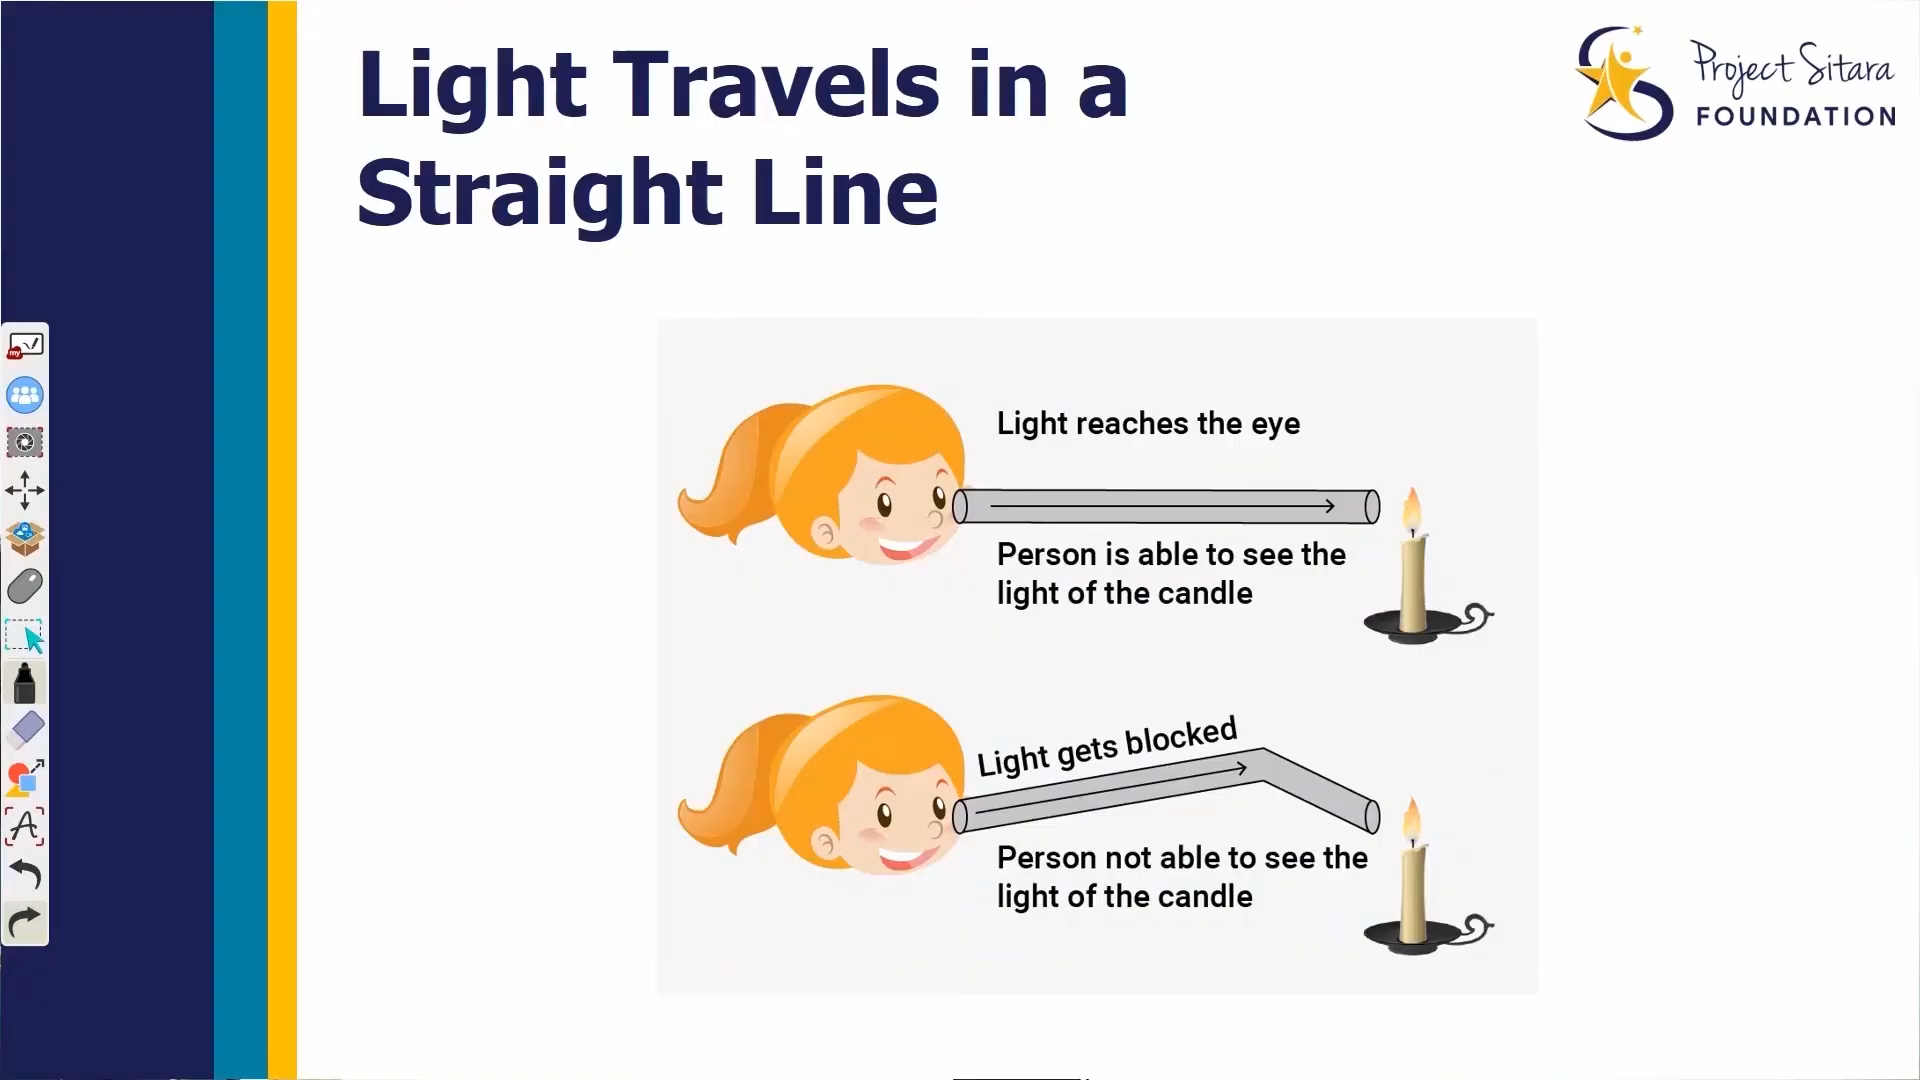 Light Travels in a
Straight Line
Project Sitara
FOUNDATION
Light reaches the eye
Person is able to see the
light of the candle
Light gets blocked
Person not able to see the
light of the candle